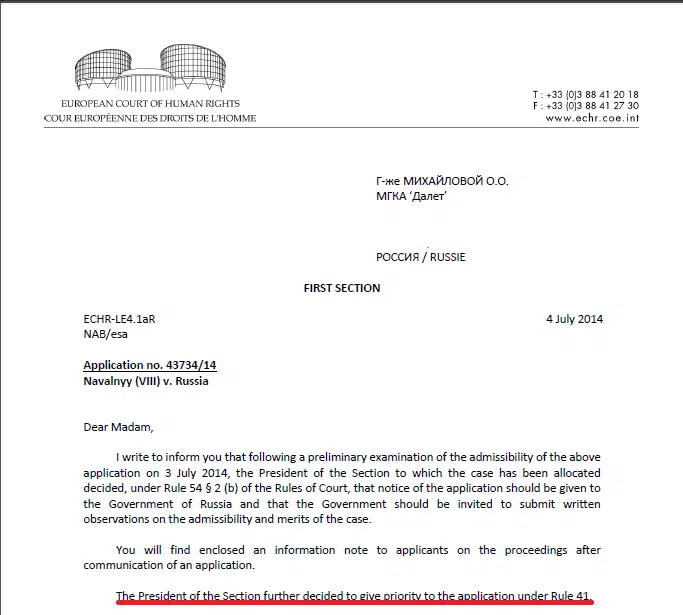 EUROPEAN COURT OF HUMAN RIGHTS
COUR EUROPÉENNE DES DROITS DE L'HOMME
T : +33 (0)3 88 41 20 18
F : +33 (0)3 88 41 27 30
www.echr.coe.int
Г-же МИХАЙЛОВОЙ О.О.
МГКА ‘Далет’
РОССИЯ / RUSSIE
FIRST SECTION
ECHR-LE4.1aR
4 July 2014
NAB/esa
Application no. 43734/14
Navalnyy (VIII) v. Russia
Dear Madam,
I write to inform you that following a preliminary examination of the admissibility of the above
application on 3 July 2014, the President of the Section to which the case has been allocated
decided, under Rule 54 § 2 (b) of the Rules of Court, that notice of the application should be given to
the Government of Russia and that the Government should be invited to submit written
observations on the admissibility and merits of the case.
You will find enclosed an information note to applicants on the proceedings after
communication of an application.
The President of the Section further decided to give priority to the application under Rule 41.